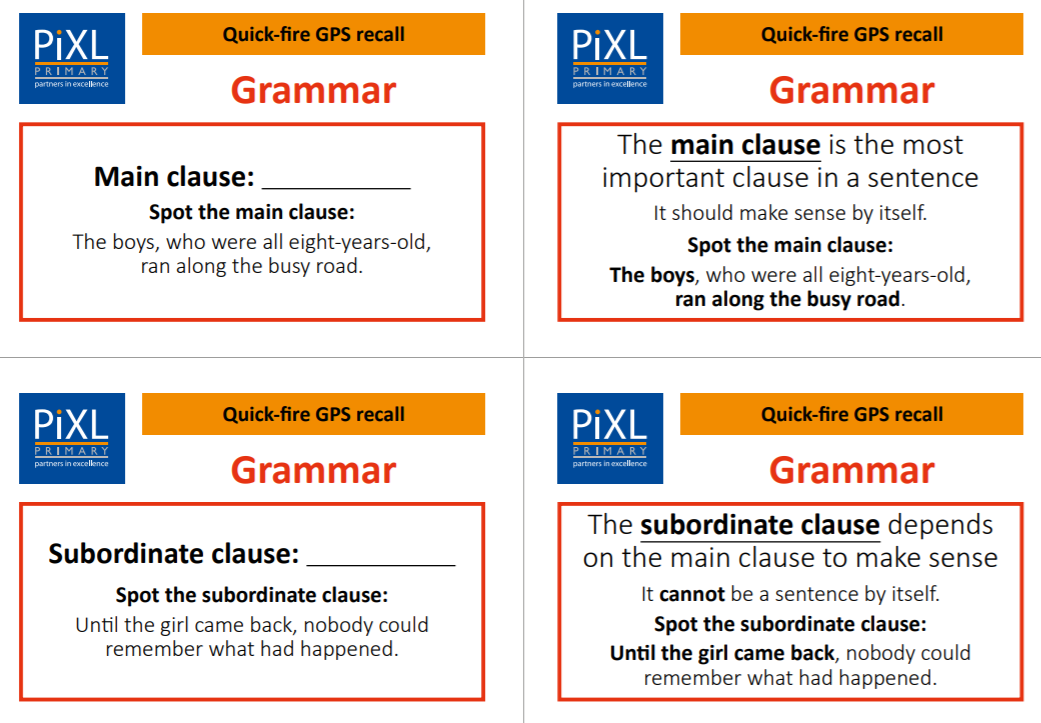 PiXL
PRIMARY
partners in excellence
Quick-fire GPS recall
Grammar
Main clause: ___________
Spot the main clause:
The boys, who were all eight-years-old,
ran along the busy road.
PiXL
PRIMARY
partners in excellence
Quick-fire GPS recall
Grammar
The main clause is the most
important clause in a sentence
It should make sense by itself.
Spot the main clause:
The boys, who were all eight-years-old,
ran along the busy road.
PiXL
PRIMARY
partners in excellence
Quick-fire GPS recall
Grammar
Subordinate clause: ___________
Spot the subordinate clause:
Until the girl came back, nobody could
remember what had happened.
PiXL
PRIMARY
partners in excellence
Quick-fire GPS recall
Grammar
The subordinate clause depends
on the main clause to make sense
It cannot be a sentence by itself.
Spot the subordinate clause:
Until the girl came back, nobody could
remember what had happened.